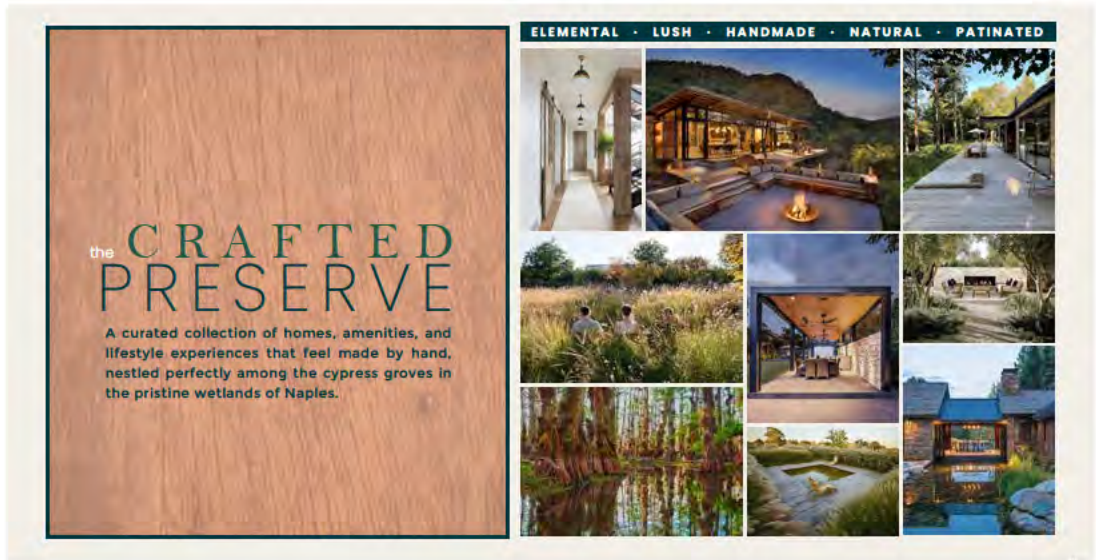 the CRAFTED
PRESERVE
A curated collection of homes, amenities, and
lifestyle experiences that feel made by hand,
nestled perfectly among the cypress groves in
the pristine wetlands of Naples.
ELEMENTAL · LUSH · HANDMADE · NATURAL · PATINATED